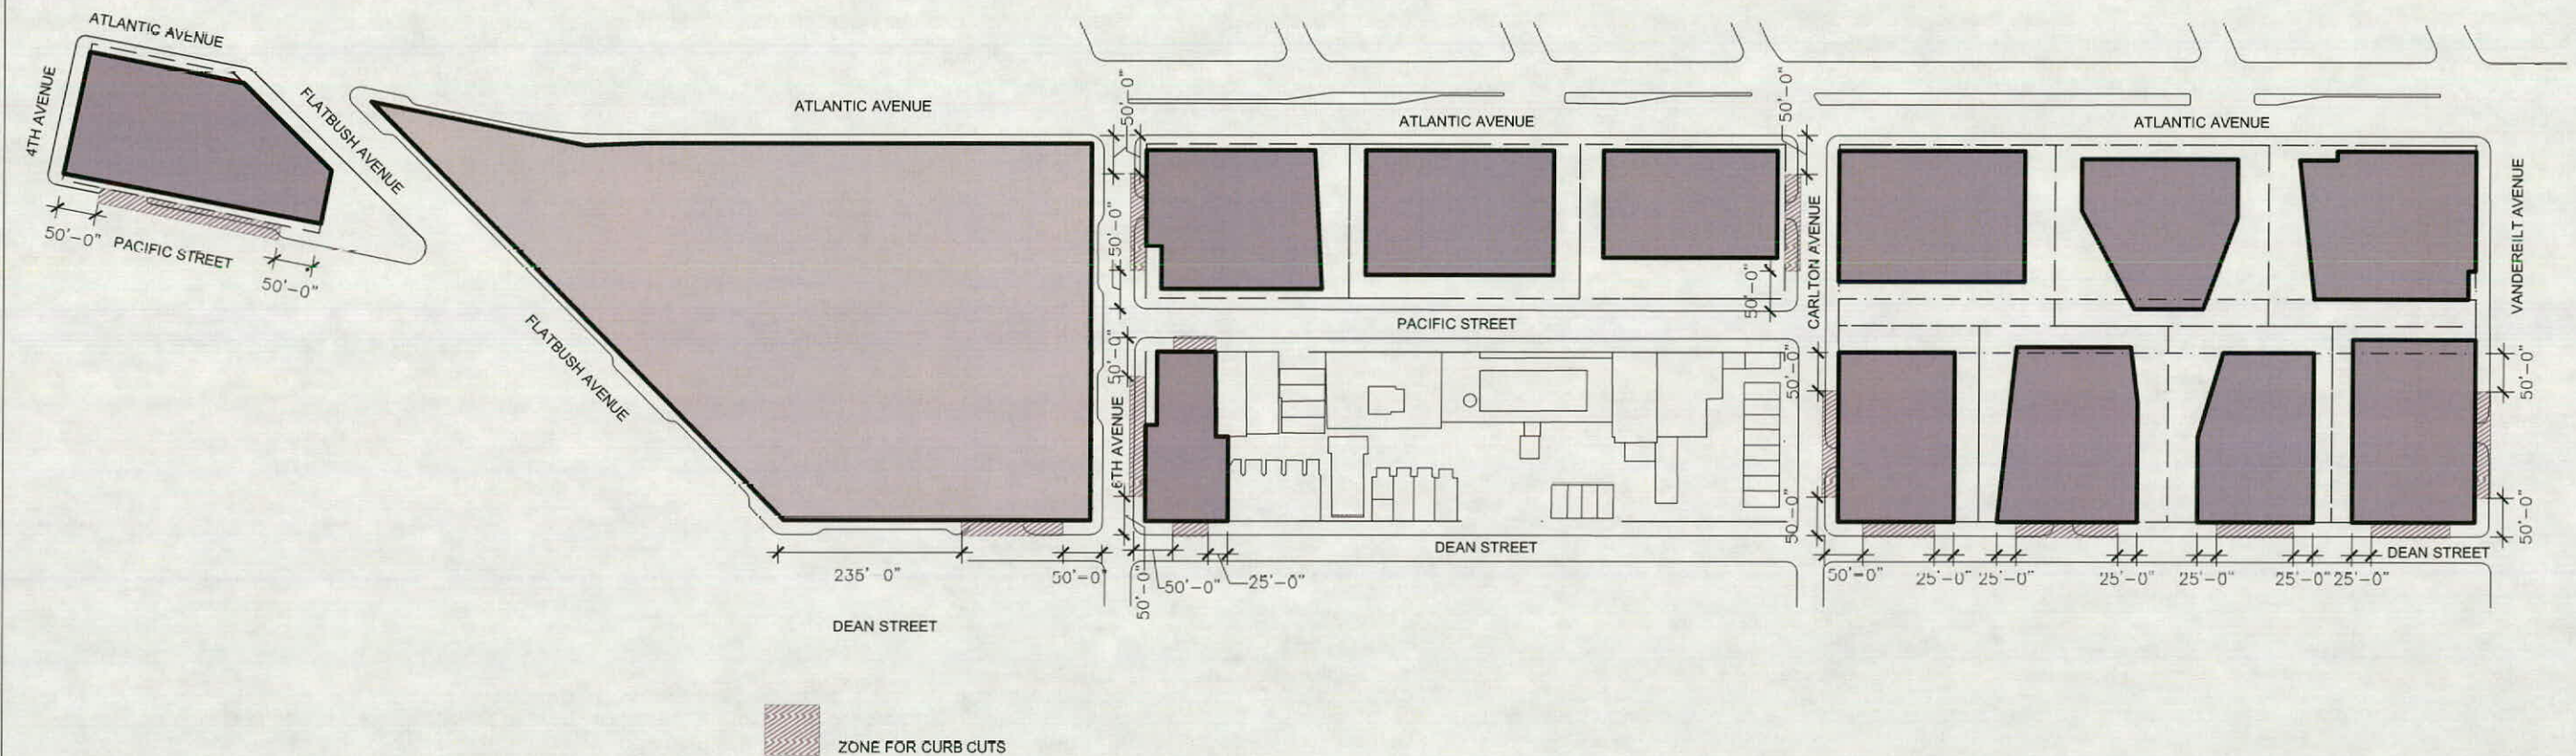 ATLANTIC AVENUE
4TH AVENUE
FLATBUSH AVENUE
50'-0" PACIFIC STREET
50'-0"
ATLANTIC AVENUE
FLATBUSH AVENUE
235'-0"
50'-0"
DEAN STREET
50'-0"
50'-0"
50'-0"
6TH AVENUE
50'-0"
50'-0"
50'-0"
25'-0"
ATLANTIC AVENUE
50'-0"
50'-0"
PACIFIC STREET
DEAN STREET
CARLTON AVENUE
50'-0"
50'-0"
ATLANTIC AVENUE
VANDEREILT AVENUE
50'-0"
50'-0"
DEAN STREET
50'-0"
25'-0"
25'-0"
25'-0"
25'-0"
25'-0"
25'-0"
ZONE FOR CURB CUTS